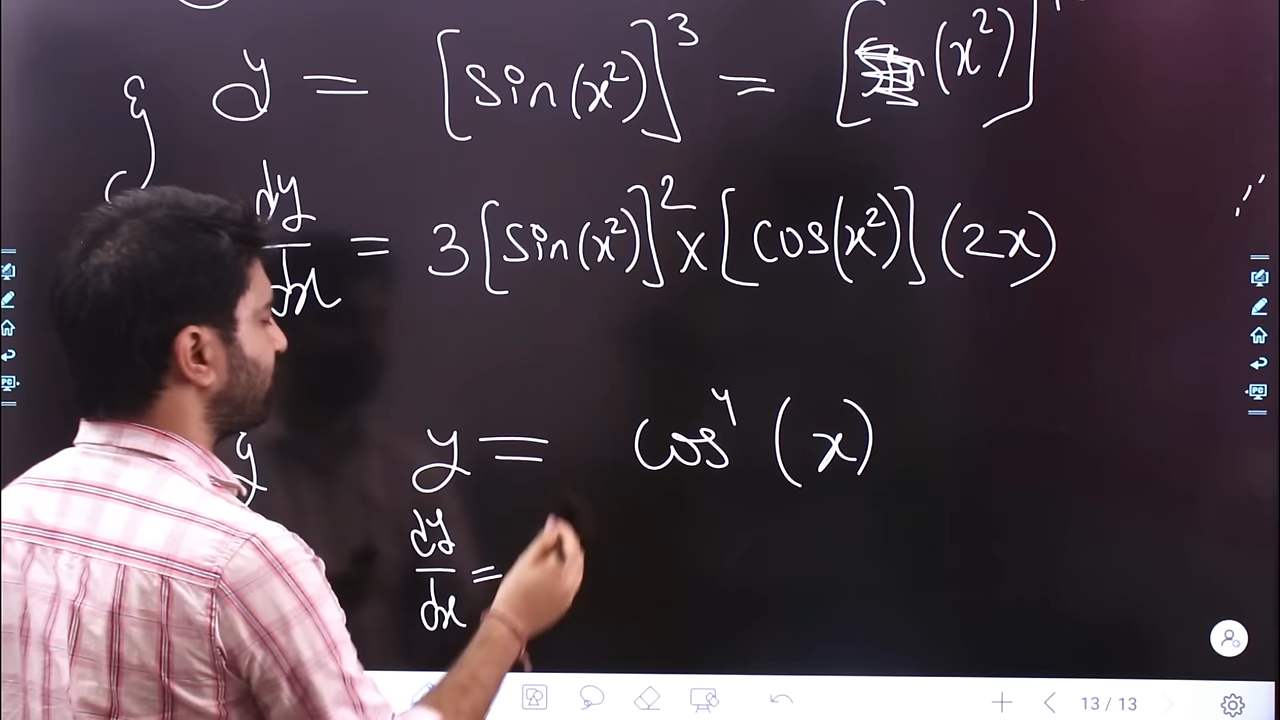 y = [sin(x²)]³ = [(x²)]
dy/dx = 3[sin(x²)]² × [cos(x²)] (2x)
y = cos⁴ (x)
dy/dx =
13 / 13